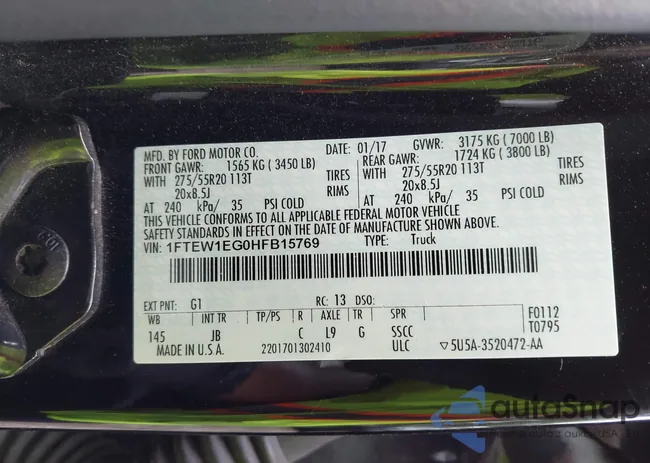 MFD. BY FORD MOTOR CO.
DATE: 01/17 GVWR: 3175 KG ( 7000 LB)
FRONT GAWR: 1565 KG ( 3450 LB)
REAR GAWR: 1724 KG ( 3800 LB)
WITH 275/55R20 113T TIRES
WITH 275/55R20 113T TIRES
20x8.5J RIMS
20x8.5J RIMS
AT 240 kPa/ 35 PSI COLD
AT 240 kPa/ 35 PSI COLD
THIS VEHICLE CONFORMS TO ALL APPLICABLE FEDERAL MOTOR VEHICLE
SAFETY STANDARDS IN EFFECT ON THE DATE OF MANUFACTURE SHOWN ABOVE.
VIN: 1FTEW1EG0HFB15769 TYPE: Truck
EXT PNT: G1 RC: 13 DSO:
WB INT TR TP/PS R AXLE TR SPR
F0112
T0795
145 JB C L9 G SSCC
MADE IN U.S.A. 2201701302410 ULC ▽5U5A-3520472-AA
autoSnap